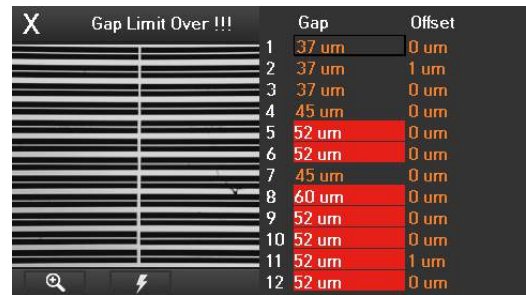 X Gap Limit Over !!! Gap Offset
1 37 um 0 um
2 37 um 1 um
3 37 um 0 um
4 45 um 0 um
5 52 um 0 um
6 52 um 0 um
7 45 um 0 um
8 60 um 0 um
9 52 um 0 um
10 52 um 0 um
11 52 um 1 um
12 52 um 0 um